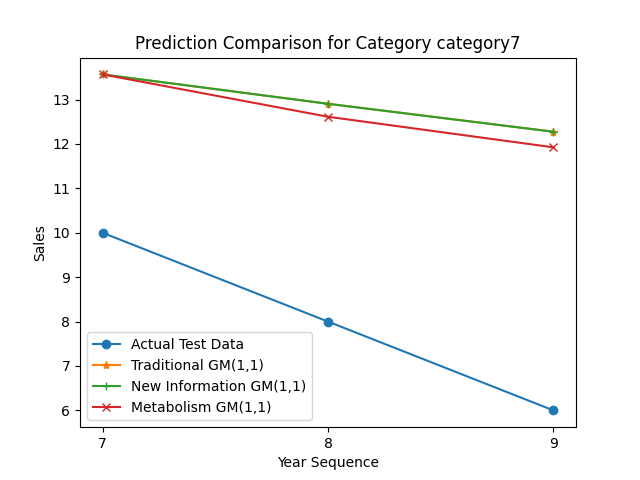 Prediction Comparison for Category category7
Sales
13
12
11
10
9
8
7
6
Actual Test Data
Traditional GM(1,1)
New Information GM(1,1)
Metabolism GM(1,1)
7
8
9
Year Sequence